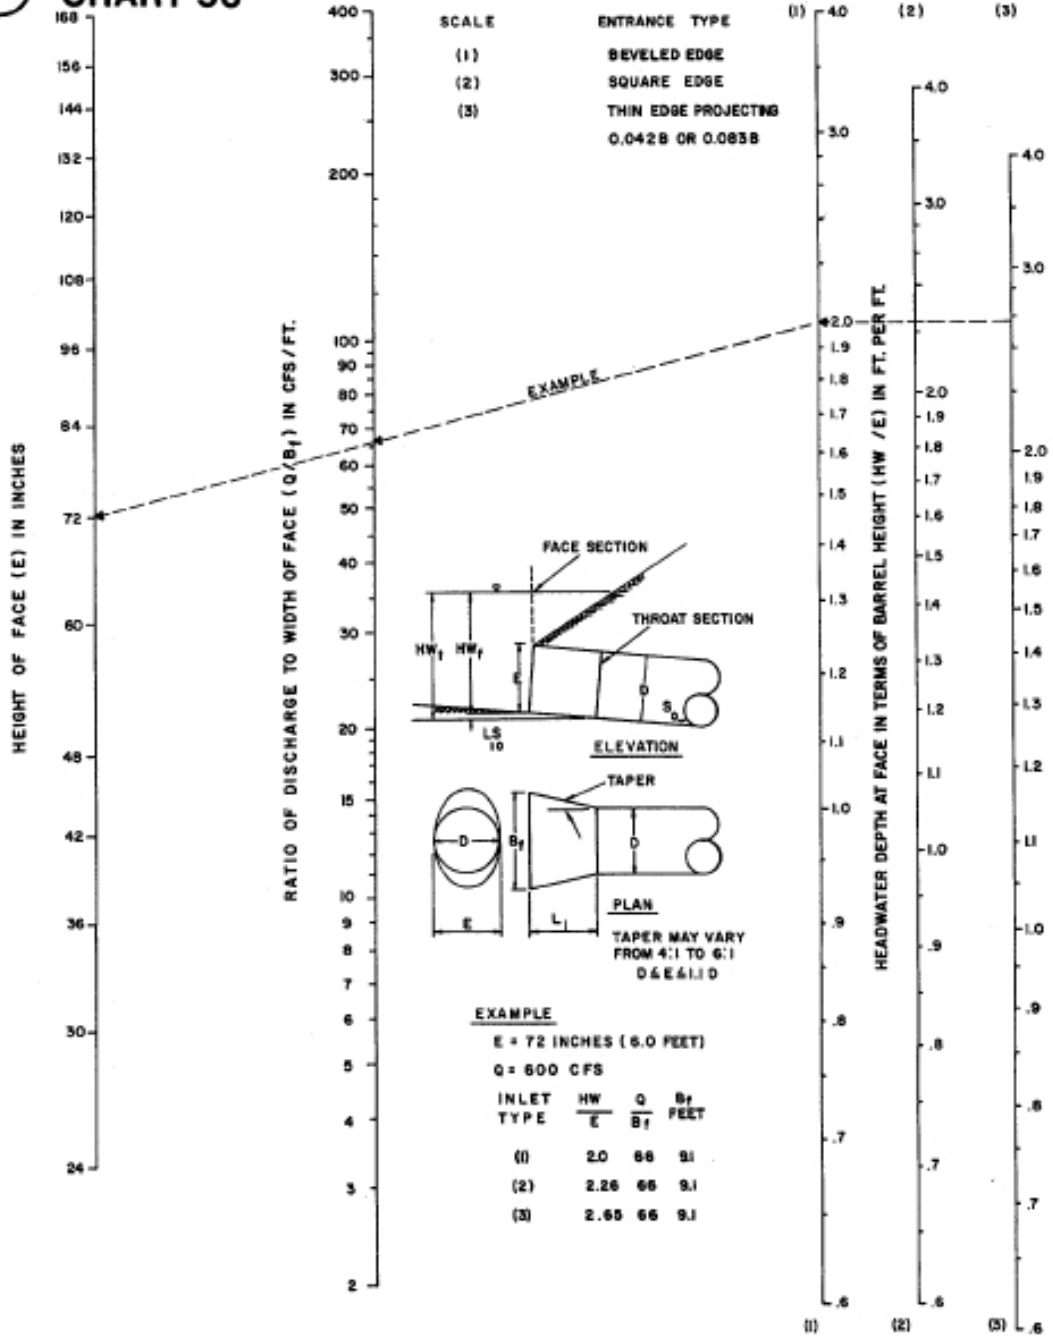 SCALE ENTRANCE TYPE
(1) BEVELED EDGE
(2) SQUARE EDGE
(3) THIN EDGE PROJECTING
0.042B OR 0.083B
HEIGHT OF FACE (E) IN INCHES
168
156
144
132
120
108
96
84
72
60
48
42
36
30
24
RATIO OF DISCHARGE TO WIDTH OF FACE (Q/Bf) IN CFS/FT.
400
300
200
100
90
80
70
60
50
40
30
20
15
10
9
8
7
6
5
4
3
2
EXAMPLE
FACE SECTION
THROAT SECTION
HWt HWf
E
D
So
LS
10
ELEVATION
TAPER
D
Bf
D
E
L1
PLAN
TAPER MAY VARY
FROM 4:1 TO 6:1
EXAMPLE
E = 72 INCHES (6.0 FEET)
Q = 600 CFS
INLET TYPE HW/E Q/Bf Bf FEET
(1) 2.0 66 9.1
(2) 2.26 66 9.1
(3) 2.65 66 9.1
HEADWATER DEPTH AT FACE IN TERMS OF BARREL HEIGHT (HW /E) IN FT. PER FT.
(1)
4.0
3.0
2.0
1.9
1.8
1.7
1.6
1.5
1.4
1.3
1.2
1.1
1.0
.9
.8
.7
.6
(1)
(2)
4.0
3.0
2.0
1.9
1.8
1.7
1.6
1.5
1.4
1.3
1.2
1.1
1.0
.9
.8
.7
.6
(2)
(3)
4.0
3.0
2.0
1.9
1.8
1.7
1.6
1.5
1.4
1.3
1.2
1.1
1.0
.9
.8
.7
.6
(3)